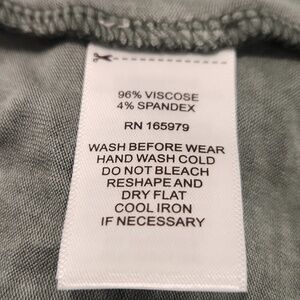 96% VISCOSE
4% SPANDEX
RN 165979
WASH BEFORE WEAR
HAND WASH COLD
DO NOT BLEACH
RESHAPE AND
DRY FLAT
COOL IRON
IF NECESSARY